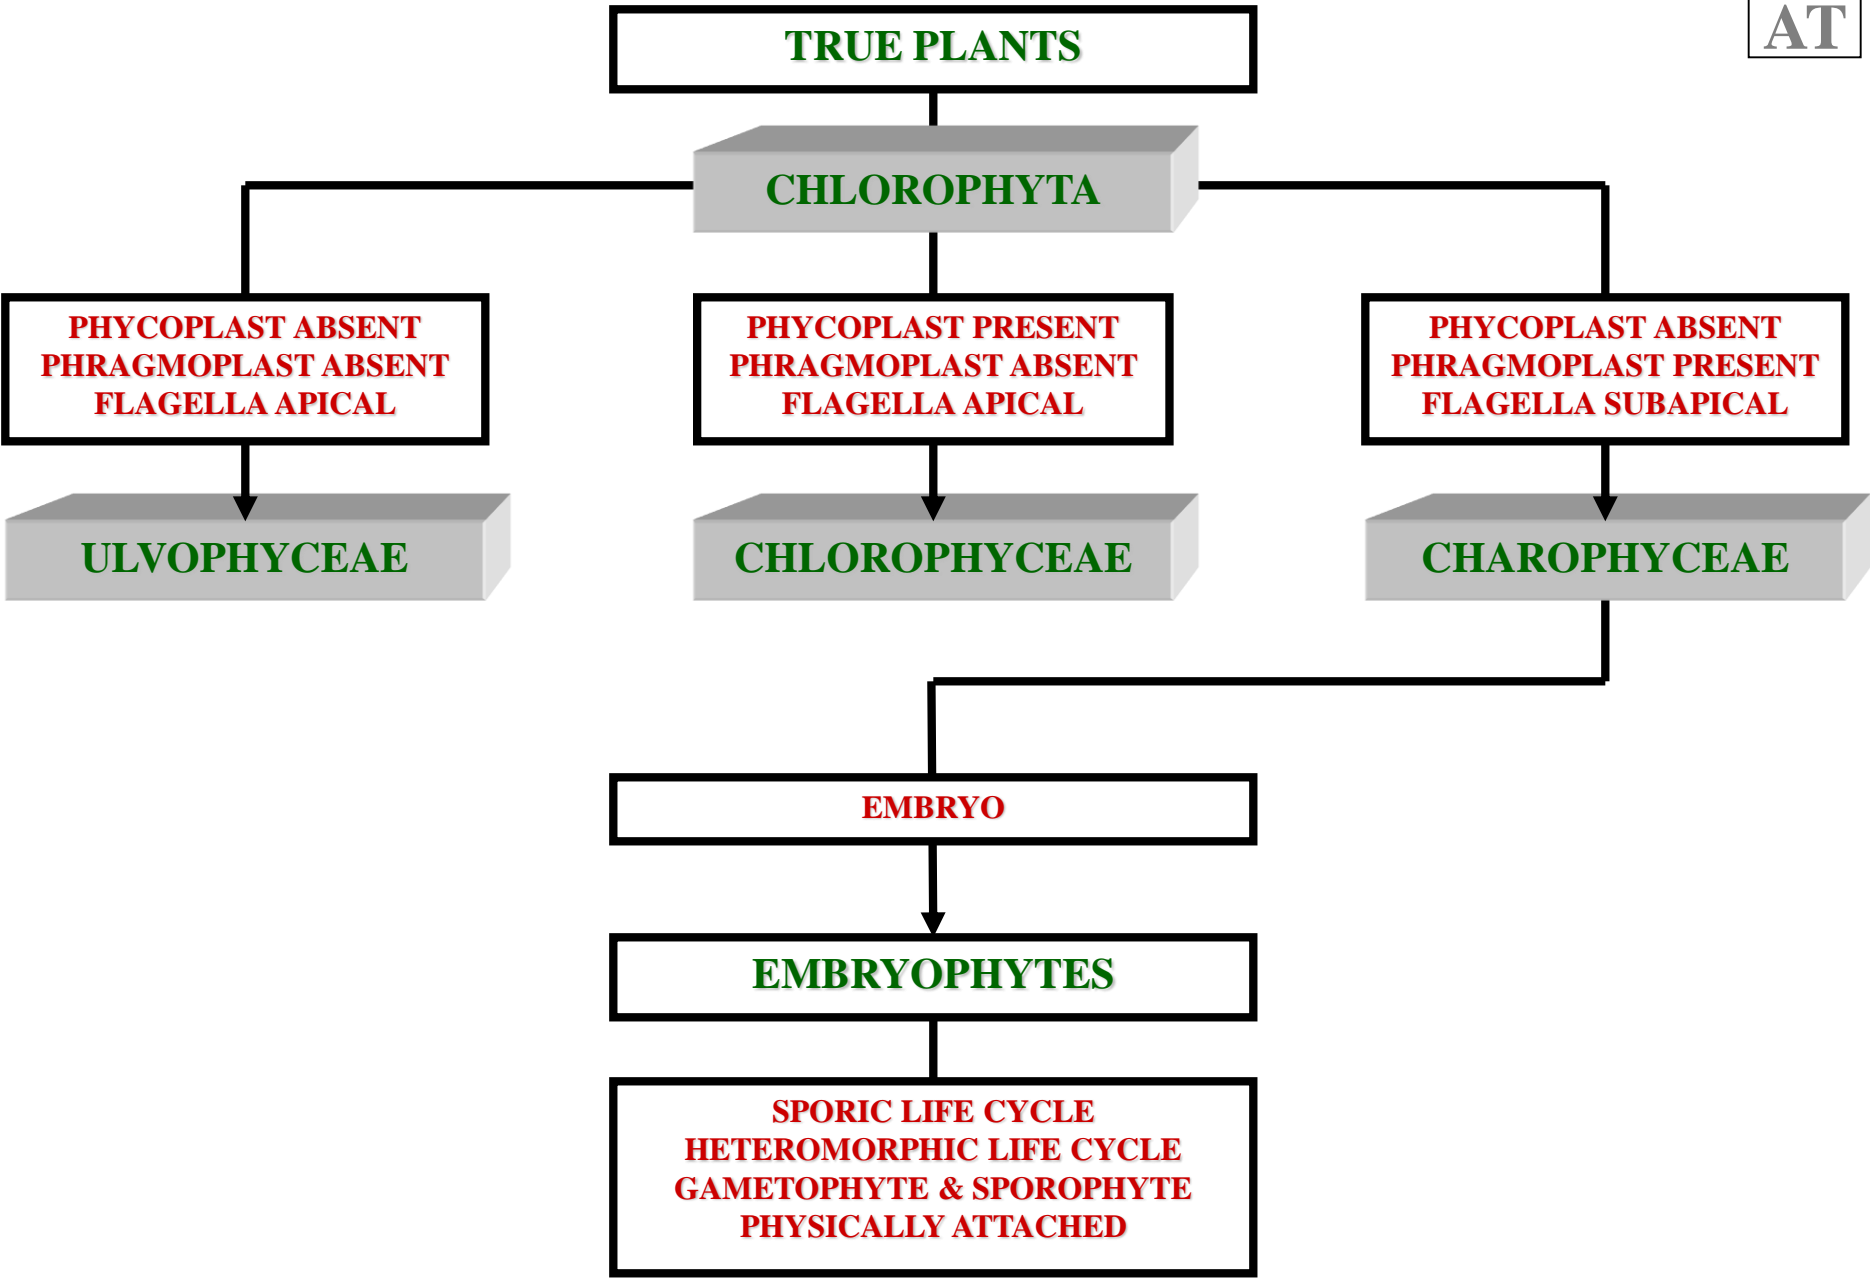 AT
TRUE PLANTS
CHLOROPHYTA
PHYCOPLAST ABSENT
PHRAGMOPLAST ABSENT
FLAGELLA APICAL
PHYCOPLAST PRESENT
PHRAGMOPLAST ABSENT
FLAGELLA APICAL
PHYCOPLAST ABSENT
PHRAGMOPLAST PRESENT
FLAGELLA SUBAPICAL
ULVOPHYCEAE
CHLOROPHYCEAE
CHAROPHYCEAE
EMBRYO
EMBRYOPHYTES
SPORIC LIFE CYCLE
HETEROMORPHIC LIFE CYCLE
GAMETOPHYTE & SPOROPHYTE
PHYSICALLY ATTACHED